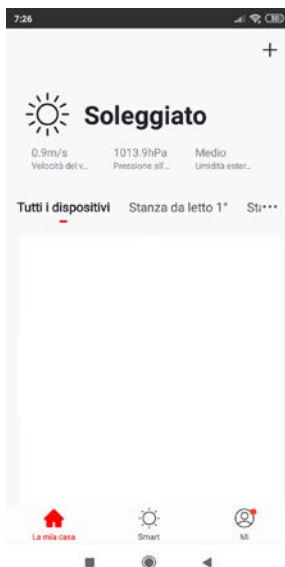 7:26
+
Soleggiato
0.9m/s 1013.9hPa Medio
Velocità del v... Pressione all'... Umidità ester...
Tutti i dispositivi Stanza da letto 1° Sta···
La mia casa Smart Mi